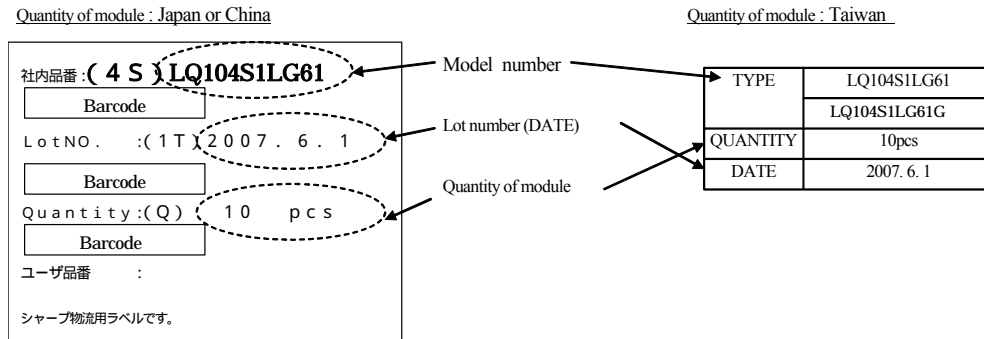 Quantity of module : Japan or China
Quantity of module : Taiwan
社内品番 : (４Ｓ) LQ104S1LG61
Barcode
LotNO. :(1T) 2007. 6. 1
Barcode
Quantity:(Q) 10 pcs
Barcode
ユーザ品番 :
シャープ物流用ラベルです。
Model number
Lot number (DATE)
Quantity of module
TYPE LQ104S1LG61
LQ104S1LG61G
QUANTITY 10pcs
DATE 2007. 6. 1